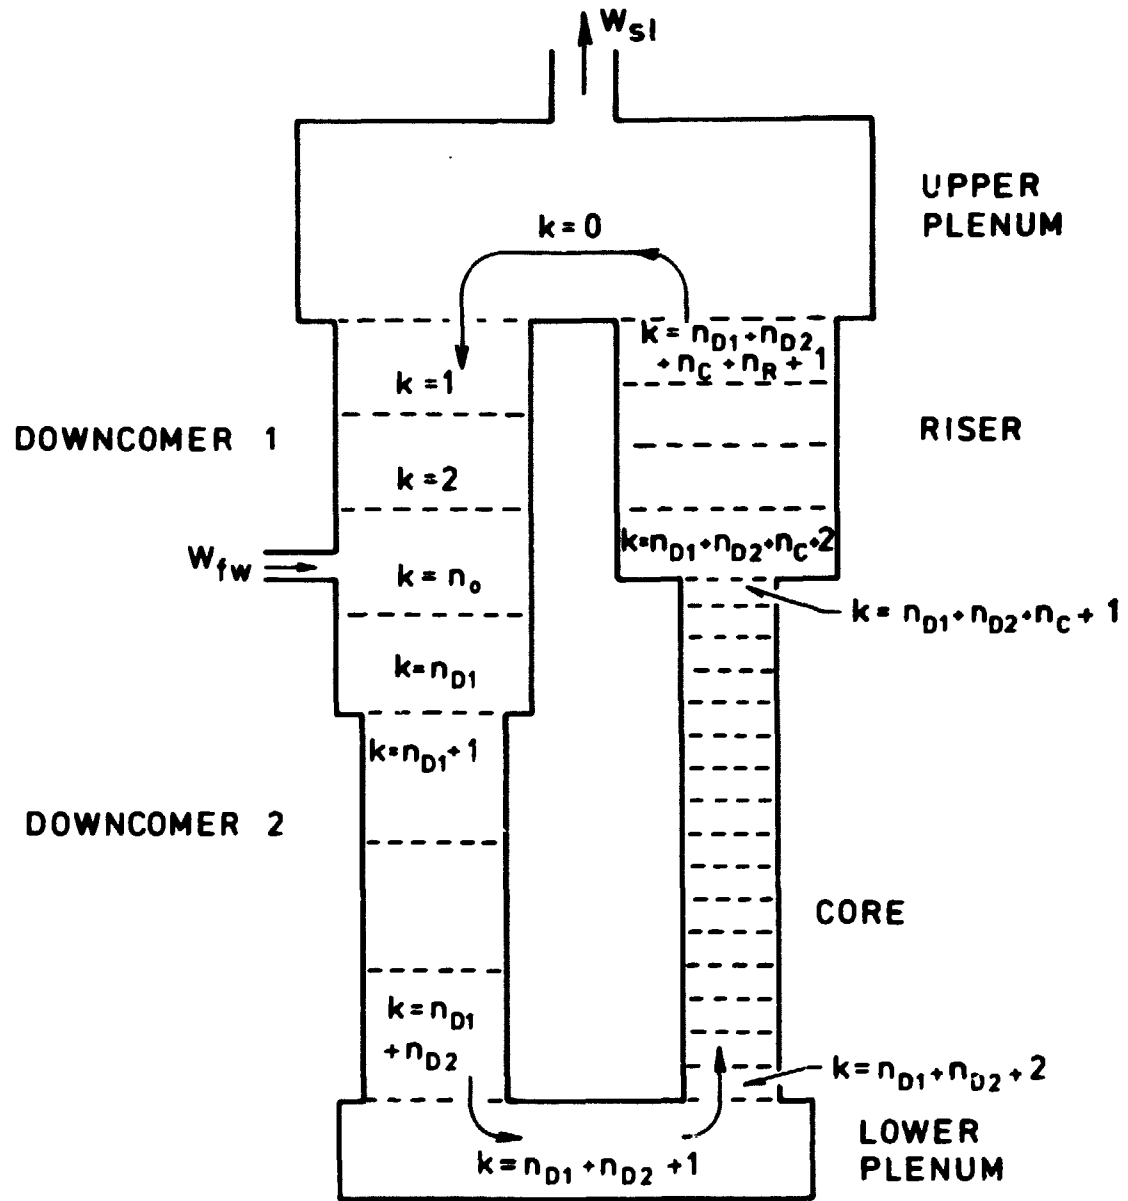 W_sl
UPPER
PLENUM
k = 0
k = n_D1 + n_D2
+ n_C + n_R + 1
k = 1
DOWNCOMER 1
RISER
k = 2
k = n_D1 + n_D2 + n_C + 2
W_fw
k = n_o
k = n_D1 + n_D2 + n_C + 1
k = n_D1
k = n_D1 + 1
DOWNCOMER 2
CORE
k = n_D1
+ n_D2
k = n_D1 + n_D2 + 2
LOWER
PLENUM
k = n_D1 + n_D2 + 1